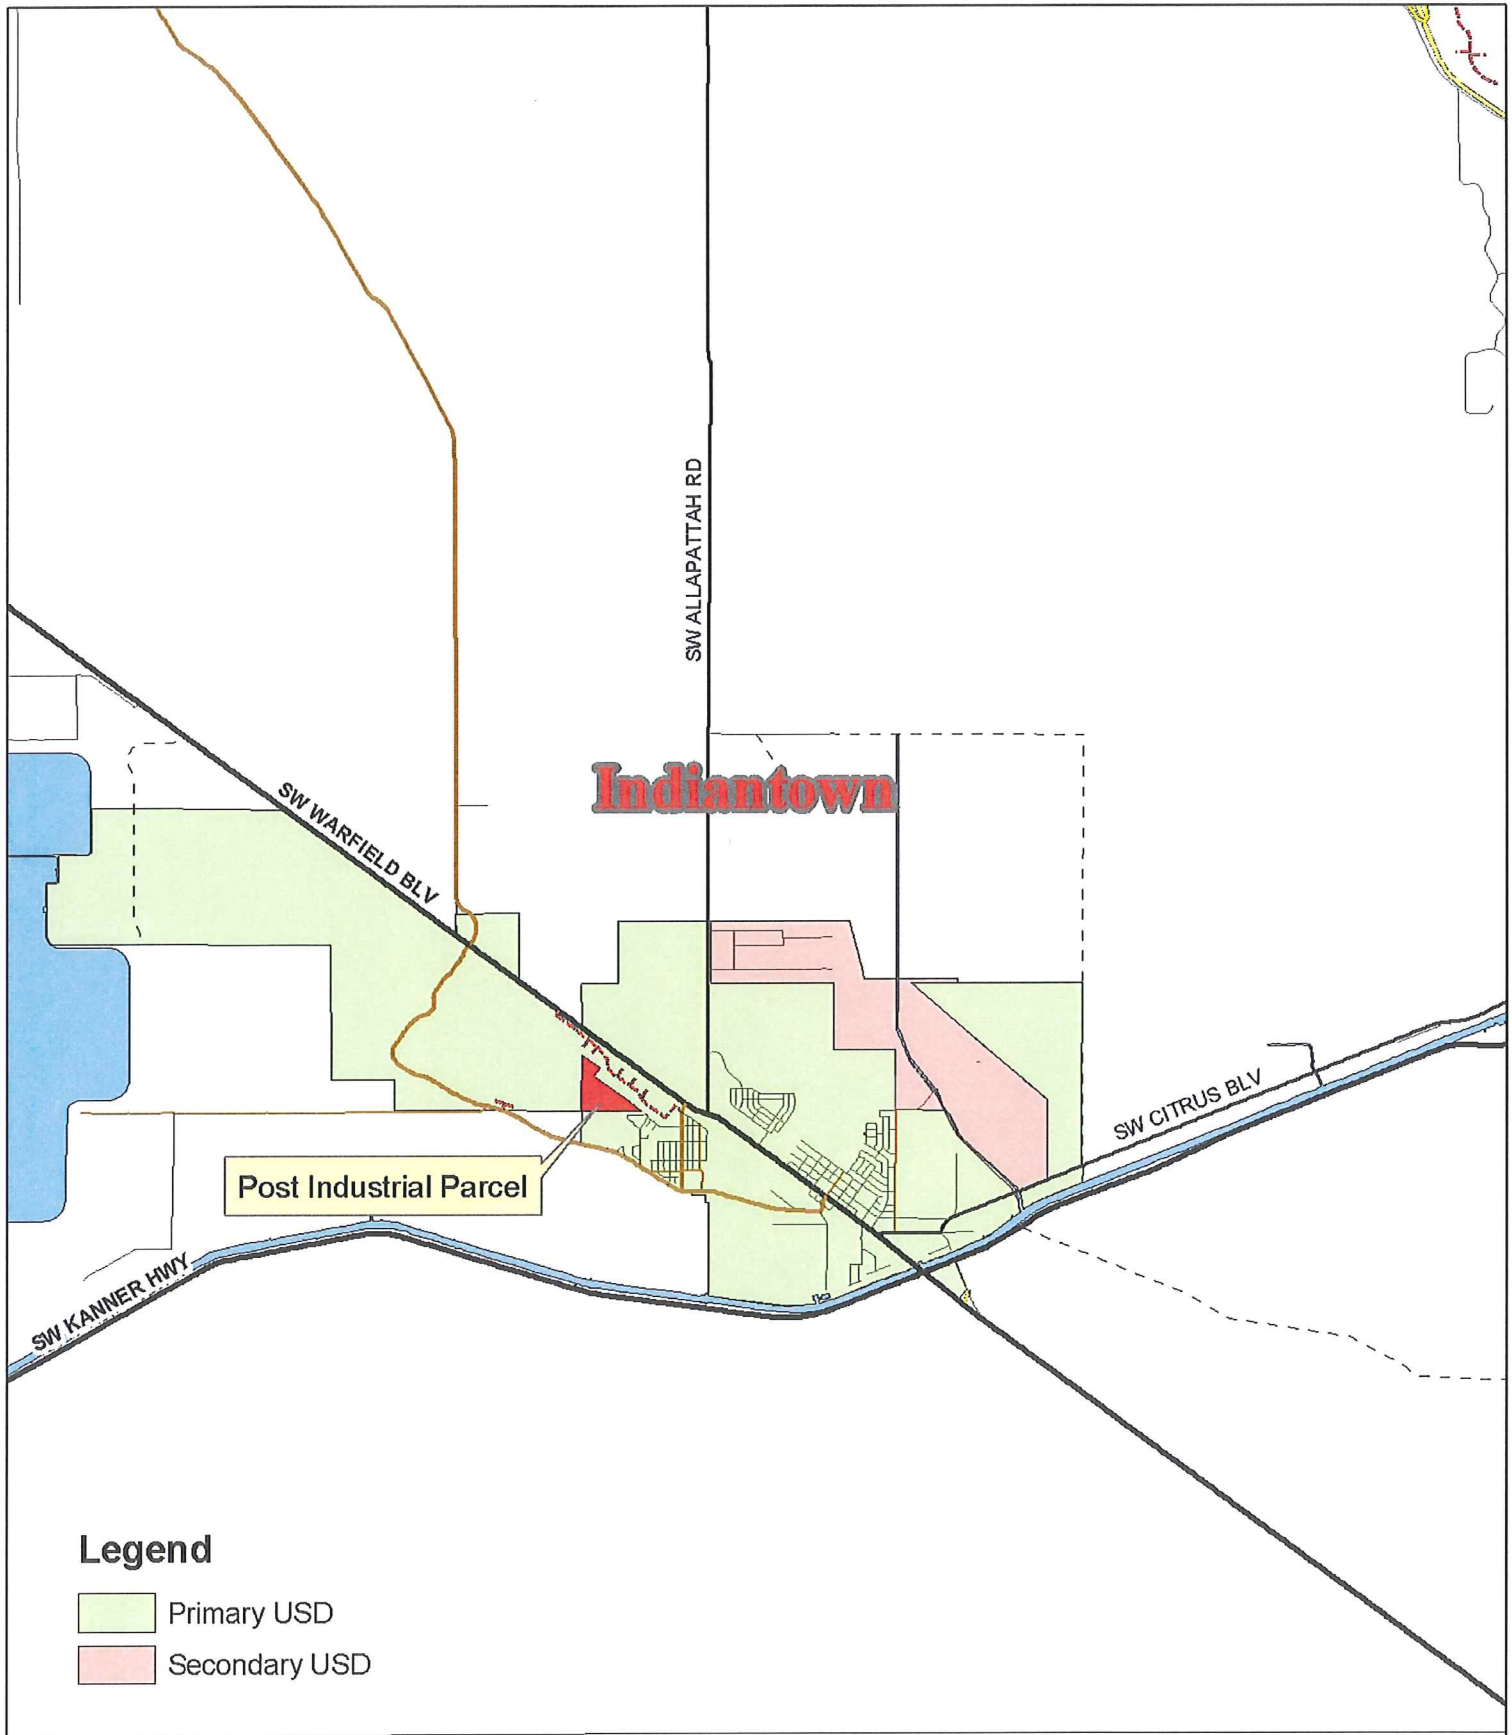 SW ALLAPATTAH RD
Indiantown
SW WARFIELD BLV
SW CITRUS BLV
Post Industrial Parcel
SW KANNER HWY
Legend
Primary USD
Secondary USD